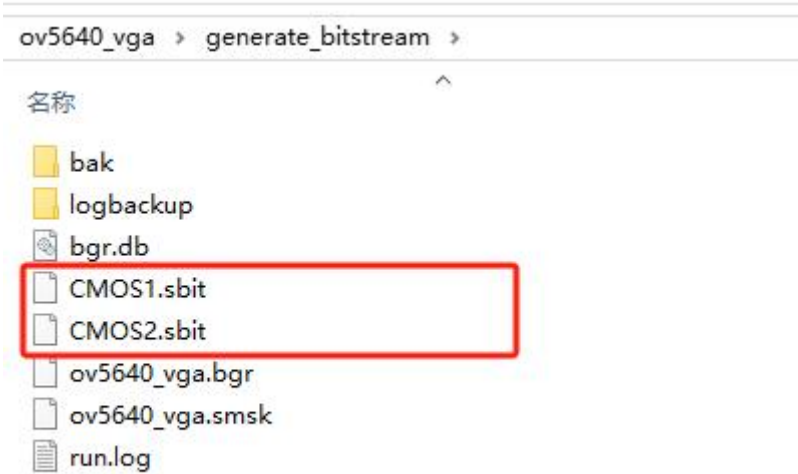 ov5640_vga › generate_bitstream ›
名称
bak
logbackup
bgr.db
CMOS1.sbit
CMOS2.sbit
ov5640_vga.bgr
ov5640_vga.smsk
run.log